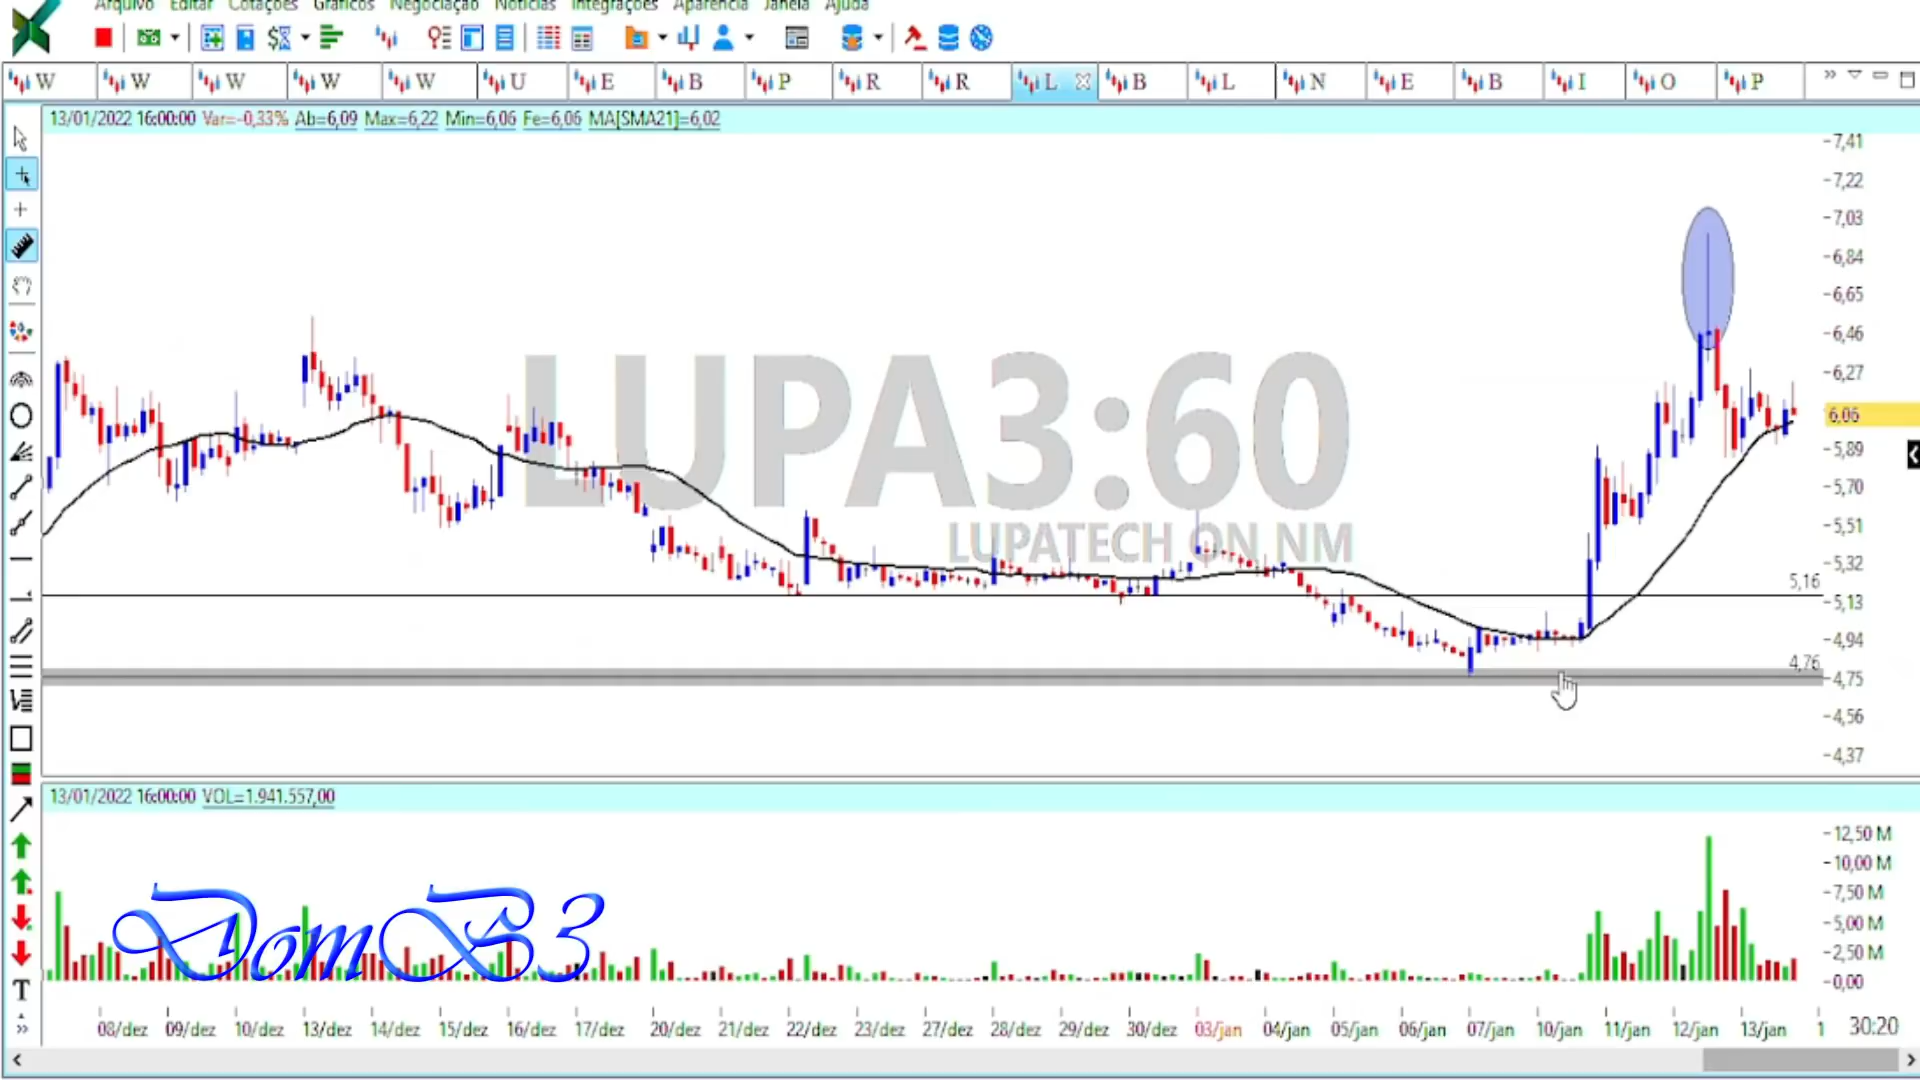 Arquivo Editar Cotações Gráficos Negociação Notícias Integrações Aparência Janela Ajuda
W W W W W U E B P R R L B L N E B I O P
13/01/2022 16:00:00 Var=-0,33% Ab=6,09 Max=6,22 Min=6,06 Fe=6,06 MA[SMA21]=6,02
7,41
7,22
7,03
6,84
6,65
6,46
6,27
6,06
5,89
5,70
5,51
5,32
5,16
5,13
4,94
4,76
4,75
4,56
4,37
LUPA3:60
LUPATECH ON NM
13/01/2022 16:00:00 VOL=1.941.557,00
12,50 M
10,00 M
7,50 M
5,00 M
2,50 M
0,00
DomB3
T
08/dez 09/dez 10/dez 13/dez 14/dez 15/dez 16/dez 17/dez 20/dez 21/dez 22/dez 23/dez 27/dez 28/dez 29/dez 30/dez 03/jan 04/jan 05/jan 06/jan 07/jan 10/jan 11/jan 12/jan 13/jan 1 30:20